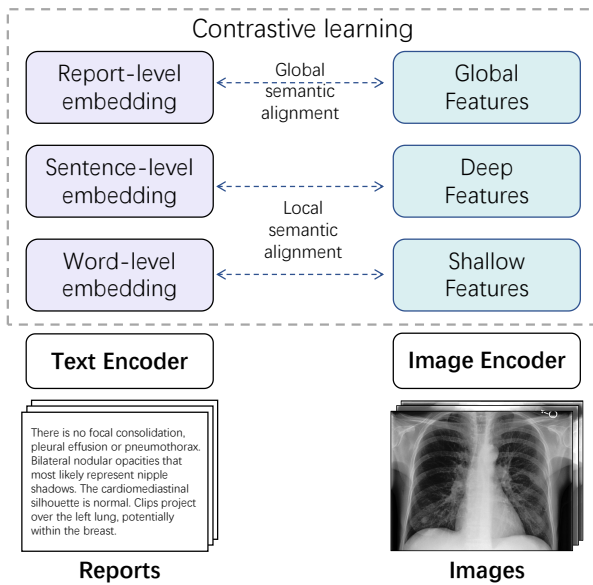 Contrastive learning
Report-level
embedding
Global
semantic
alignment
Global
Features
Sentence-level
embedding
Deep
Features
Local
semantic
alignment
Word-level
embedding
Shallow
Features
Text Encoder
Image Encoder
There is no focal consolidation,
pleural effusion or pneumothorax.
Bilateral nodular opacities that
most likely represent nipple
shadows. The cardiomediastinal
silhouette is normal. Clips project
over the left lung, potentially
within the breast.
Reports
Images